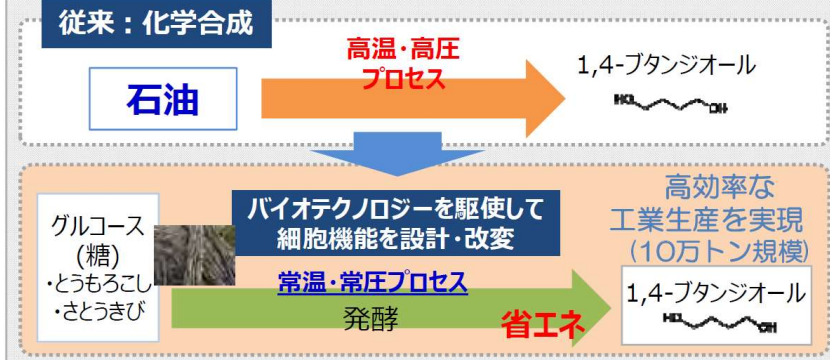 従来：化学合成
石油
高温・高圧
プロセス
1,4-ブタンジオール
HO
OH
グルコース
(糖)
・とうもろこし
・さとうきび
バイオテクノロジーを駆使して
細胞機能を設計・改変
常温・常圧プロセス
発酵
省エネ
高効率な
工業生産を実現
(10万トン規模)
1,4-ブタンジオール
HO
OH